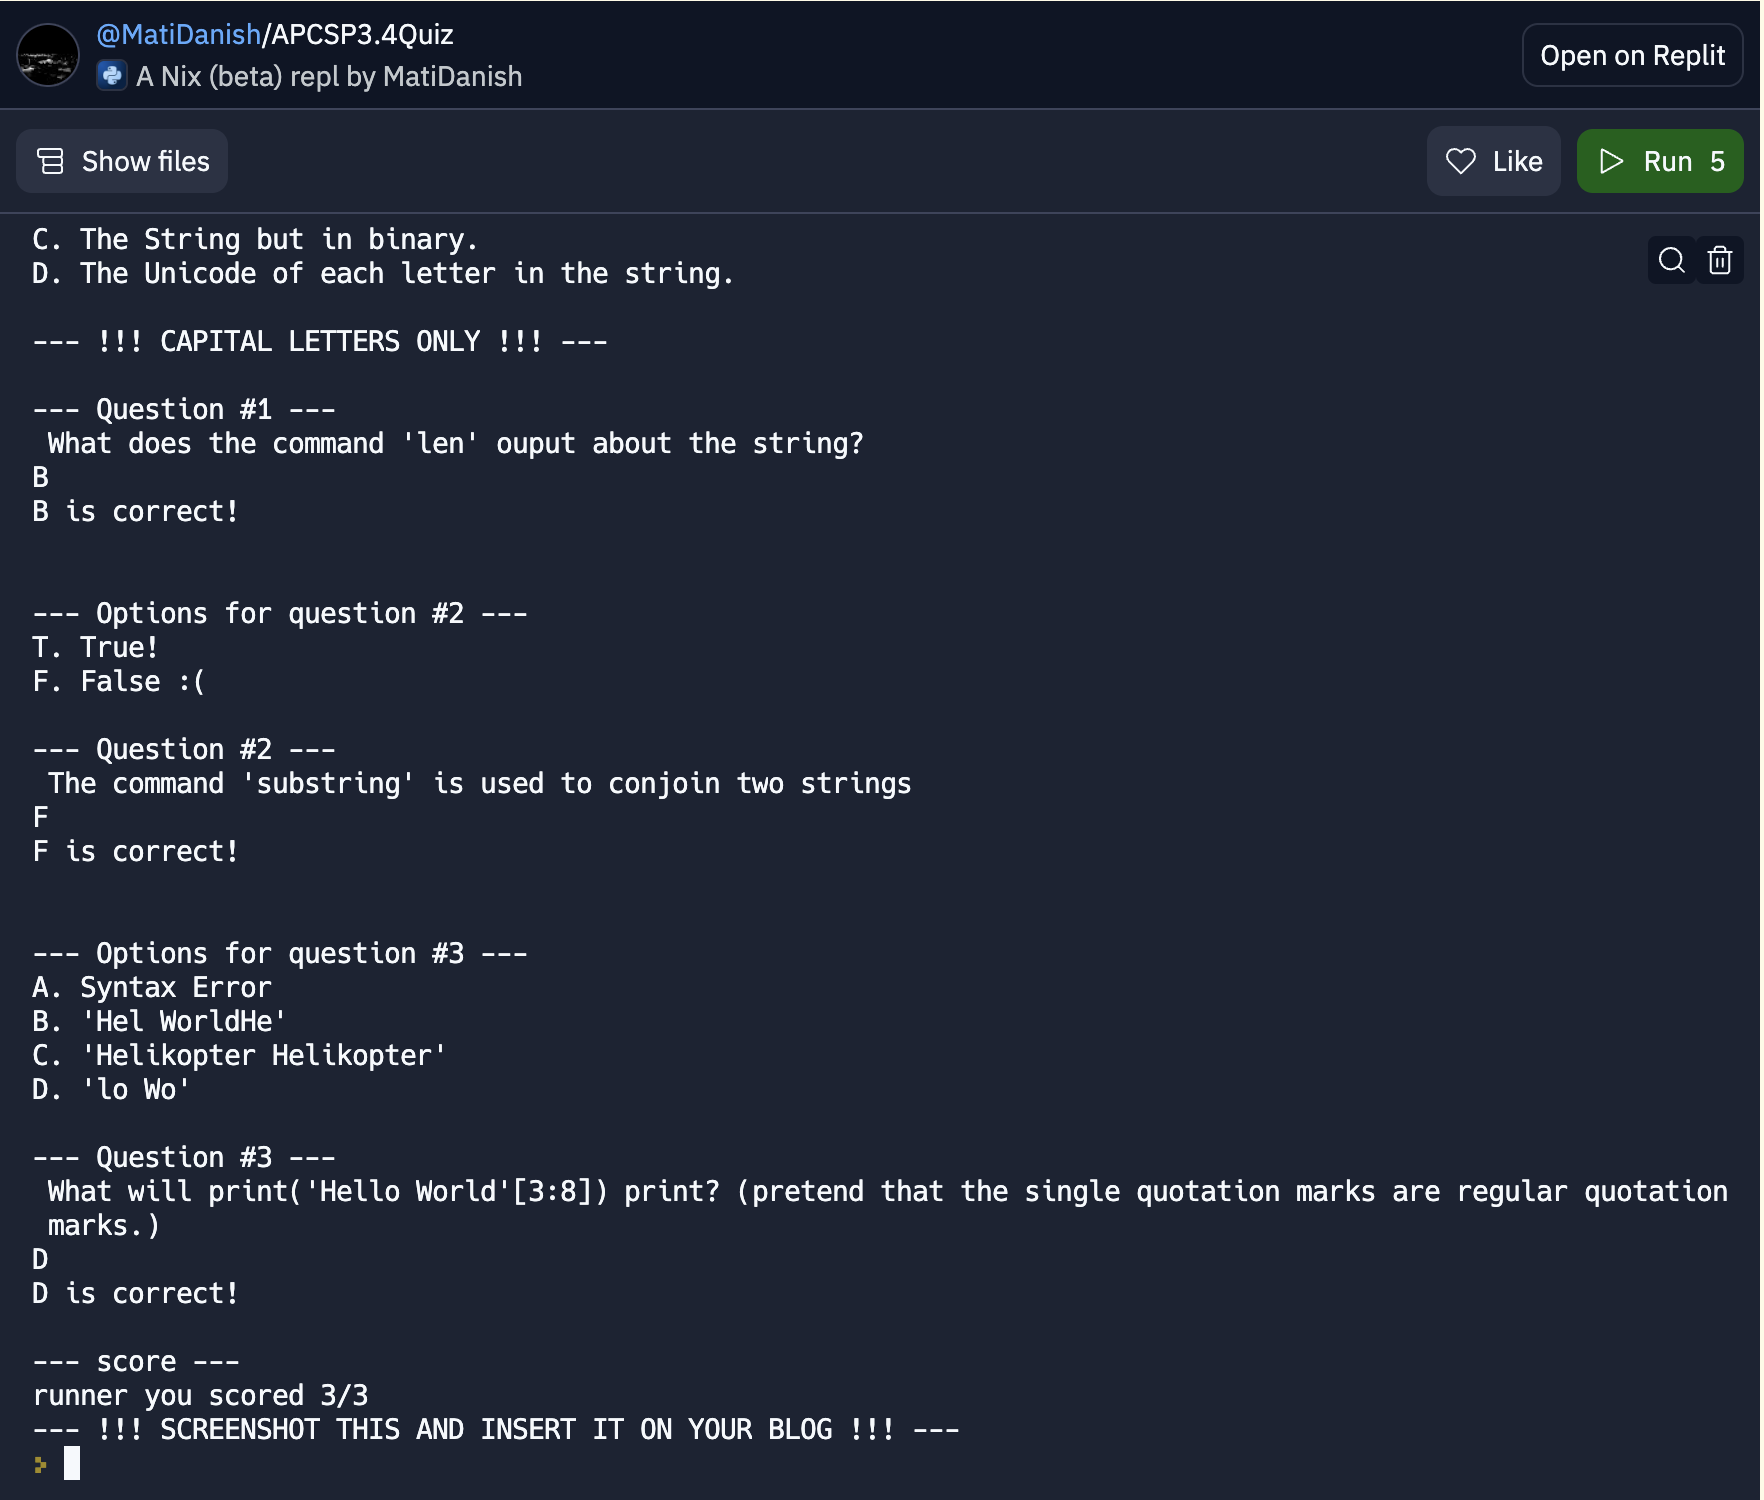 @MatiDanish/APCSP3.4Quiz
A Nix (beta) repl by MatiDanish
Open on Replit
Show files
Like
Run 5
C. The String but in binary.
D. The Unicode of each letter in the string.
--- !!! CAPITAL LETTERS ONLY !!! ---
--- Question #1 ---
What does the command 'len' ouput about the string?
B
B is correct!
--- Options for question #2 ---
T. True!
F. False :(
--- Question #2 ---
The command 'substring' is used to conjoin two strings
F
F is correct!
--- Options for question #3 ---
A. Syntax Error
B. 'Hel WorldHe'
C. 'Helikopter Helikopter'
D. 'lo Wo'
--- Question #3 ---
What will print('Hello World'[3:8]) print? (pretend that the single quotation marks are regular quotation
marks.)
D
D is correct!
--- score ---
runner you scored 3/3
--- !!! SCREENSHOT THIS AND INSERT IT ON YOUR BLOG !!! ---